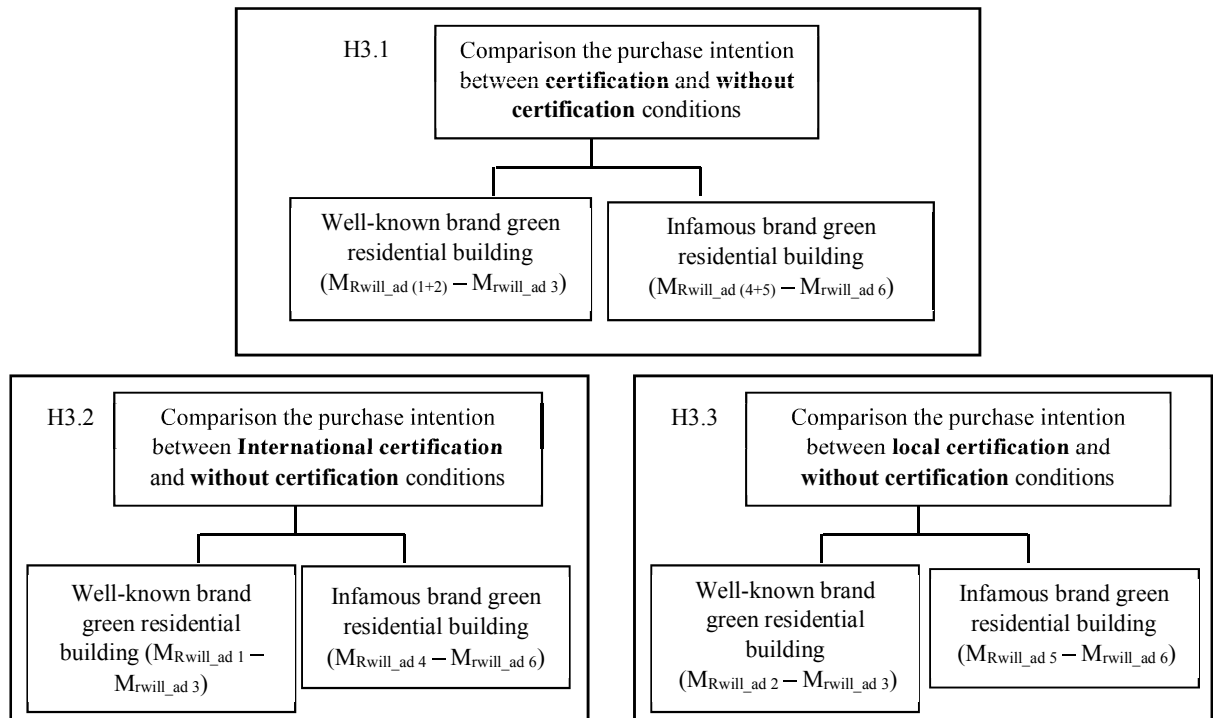 H3.1
Comparison the purchase intention
between certification and without
certification conditions
Well-known brand green
residential building
(MRwill_ad (1+2) – Mrwill_ad 3)
Infamous brand green
residential building
(MRwill_ad (4+5) – Mrwill_ad 6)
H3.2
Comparison the purchase intention
between International certification
and without certification conditions
Well-known brand
green residential
building (MRwill_ad 1 –
Mrwill_ad 3)
Infamous brand green
residential building
(MRwill_ad 4 – Mrwill_ad 6)
H3.3
Comparison the purchase intention
between local certification and
without certification conditions
Well-known brand
green residential
building
(MRwill_ad 2 – Mrwill_ad 3)
Infamous brand green
residential building
(MRwill_ad 5 – Mrwill_ad 6)